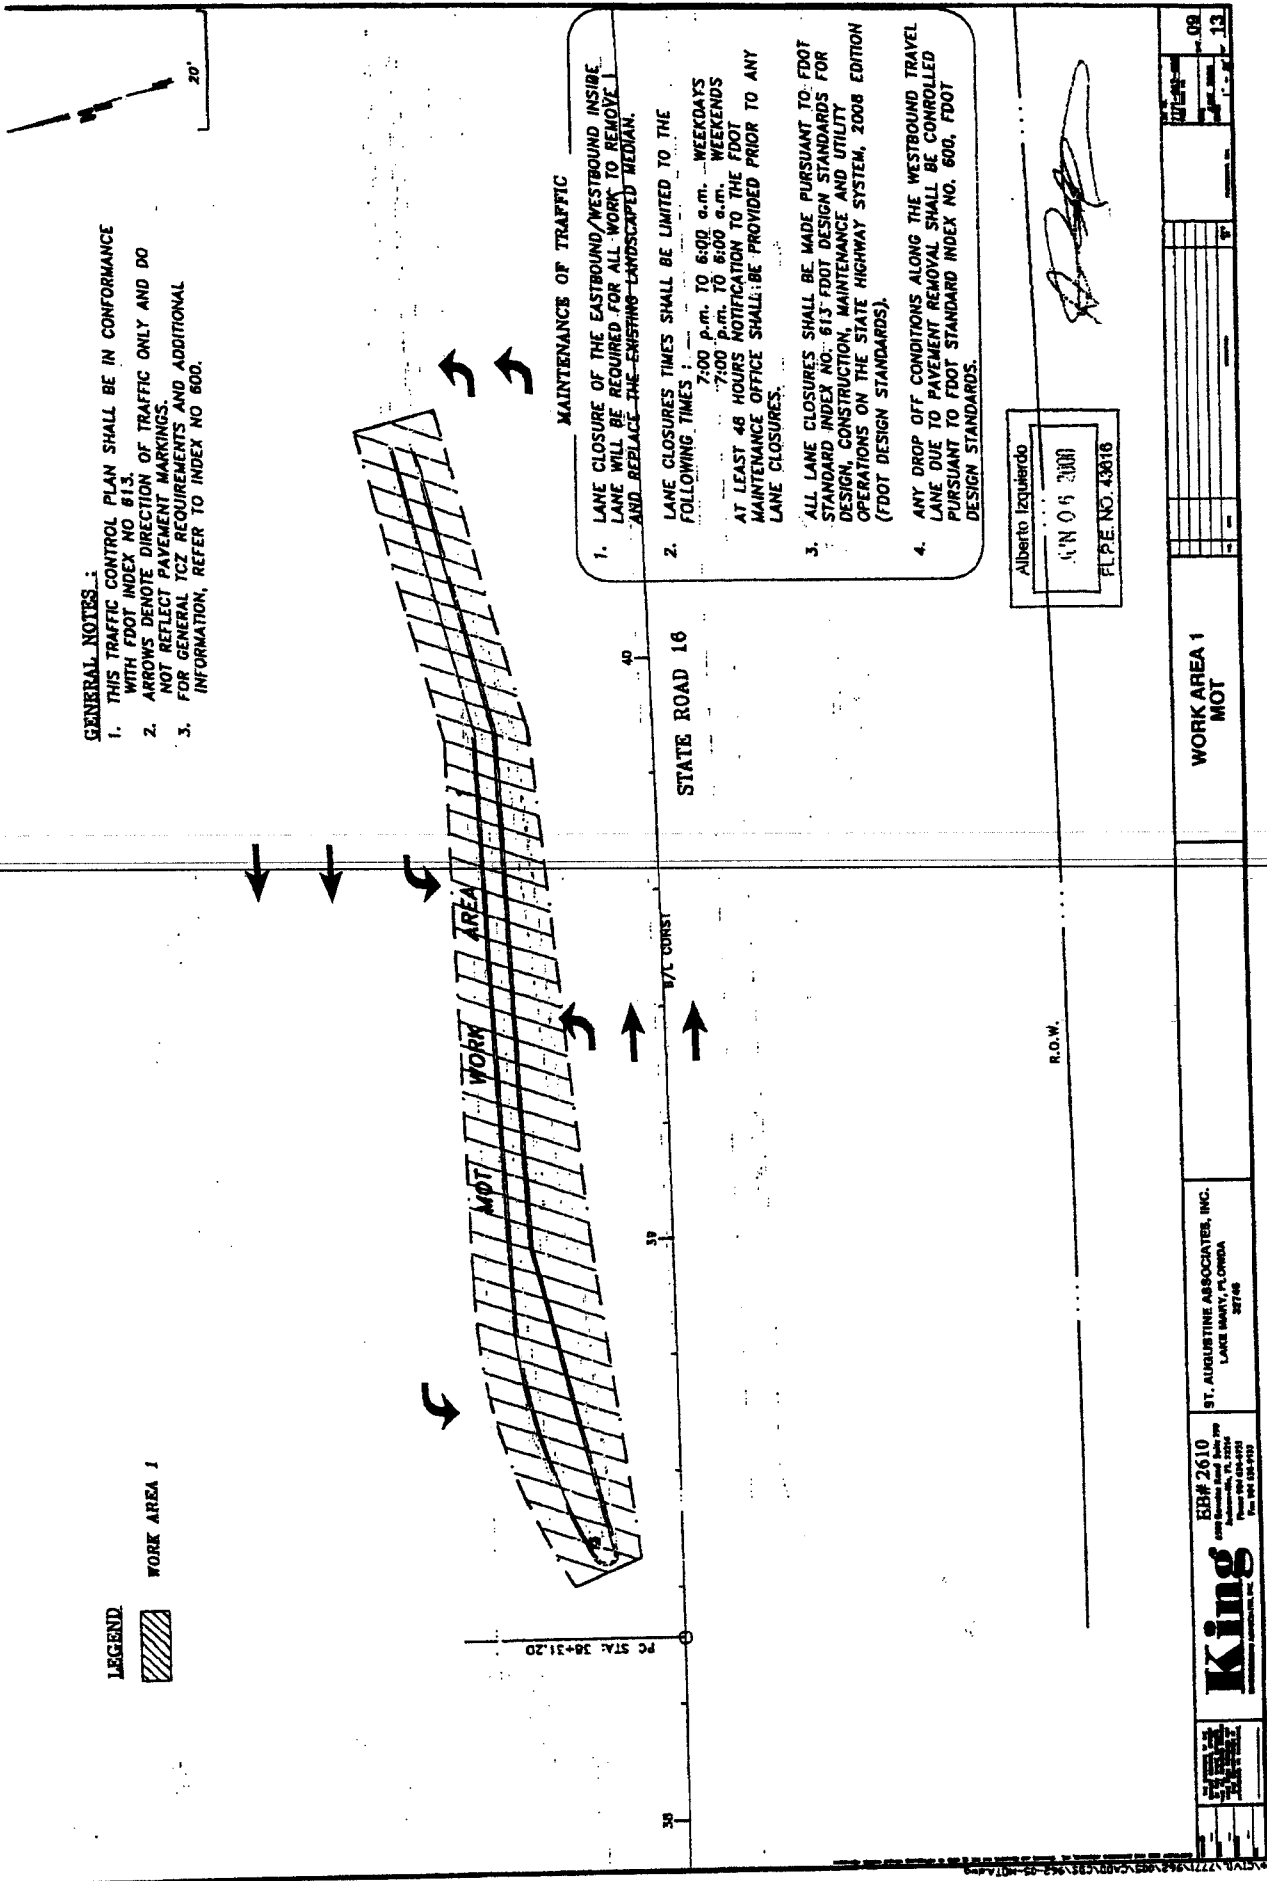 GENERAL NOTES :
1. THIS TRAFFIC CONTROL PLAN SHALL BE IN CONFORMANCE
WITH FDOT INDEX NO 613.
2. ARROWS DENOTE DIRECTION OF TRAFFIC ONLY AND DO
NOT REFLECT PAVEMENT MARKINGS.
3. FOR GENERAL TCZ REQUIREMENTS AND ADDITIONAL
INFORMATION, REFER TO INDEX NO 600.
20'
LEGEND
WORK AREA 1
MOT WORK AREA
PC STA: 38+31.20
38
39
40
B/L CONST
STATE ROAD 16
R.O.W.
MAINTENANCE OF TRAFFIC
1. LANE CLOSURE OF THE EASTBOUND/WESTBOUND INSIDE
LANE WILL BE REQUIRED FOR ALL WORK TO REMOVE
AND REPLACE THE EXISTING LANDSCAPED MEDIAN.
2. LANE CLOSURES TIMES SHALL BE LIMITED TO THE
FOLLOWING TIMES :
7:00 p.m. TO 6:00 a.m. WEEKDAYS
7:00 p.m. TO 6:00 a.m. WEEKENDS
AT LEAST 48 HOURS NOTIFICATION TO THE FDOT
MAINTENANCE OFFICE SHALL BE PROVIDED PRIOR TO ANY
LANE CLOSURES.
3. ALL LANE CLOSURES SHALL BE MADE PURSUANT TO FDOT
STANDARD INDEX NO. 613 FDOT DESIGN STANDARDS FOR
DESIGN, CONSTRUCTION, MAINTENANCE AND UTILITY
OPERATIONS ON THE STATE HIGHWAY SYSTEM, 2008 EDITION
(FDOT DESIGN STANDARDS).
4. ANY DROP OFF CONDITIONS ALONG THE WESTBOUND TRAVEL
LANE DUE TO PAVEMENT REMOVAL SHALL BE CONTROLLED
PURSUANT TO FDOT STANDARD INDEX NO. 600, FDOT
DESIGN STANDARDS.
Alberto Izquierdo
FL.P.E. NO. 43016
King
EB# 2610
ST. AUGUSTINE ASSOCIATES, INC.
LAKE MARY, FLORIDA
32746
WORK AREA 1
MOT
09
13